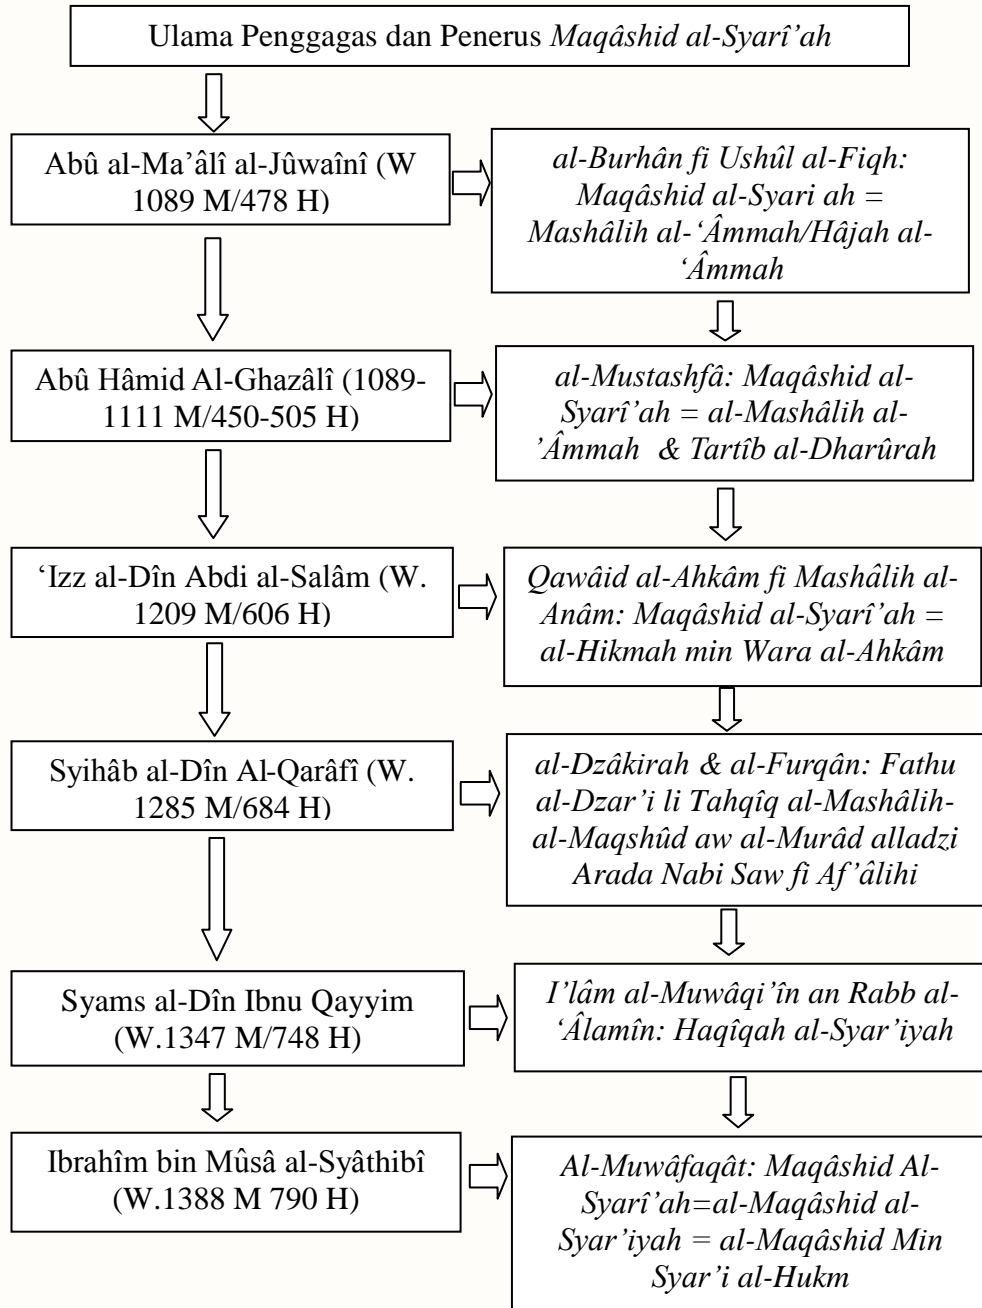 Ulama Penggagas dan Penerus Maqâshid al-Syarî’ah
Abû al-Ma’âlî al-Jûwaînî (W
1089 M/478 H)
al-Burhân fi Ushûl al-Fiqh:
Maqâshid al-Syari ah =
Mashâlih al-‘Âmmah/Hâjah al-
‘Âmmah
Abû Hâmid Al-Ghazâlî (1089-
1111 M/450-505 H)
al-Mustashfâ: Maqâshid al-
Syarî’ah = al-Mashâlih al-
’Âmmah & Tartîb al-Dharûrah
‘Izz al-Dîn Abdi al-Salâm (W.
1209 M/606 H)
Qawâid al-Ahkâm fi Mashâlih al-
Anâm: Maqâshid al-Syarî’ah =
al-Hikmah min Wara al-Ahkâm
Syihâb al-Dîn Al-Qarâfî (W.
1285 M/684 H)
al-Dzâkirah & al-Furqân: Fathu
al-Dzar’i li Tahqîq al-Mashâlih-
al-Maqshûd aw al-Murâd alladzi
Arada Nabi Saw fi Af’âlihi
Syams al-Dîn Ibnu Qayyim
(W.1347 M/748 H)
I’lâm al-Muwâqi’în an Rabb al-
‘Âlamîn: Haqîqah al-Syar’iyah
Ibrahîm bin Mûsâ al-Syâthibî
(W.1388 M 790 H)
Al-Muwâfaqât: Maqâshid Al-
Syarî’ah=al-Maqâshid al-
Syar’iyah = al-Maqâshid Min
Syar’i al-Hukm